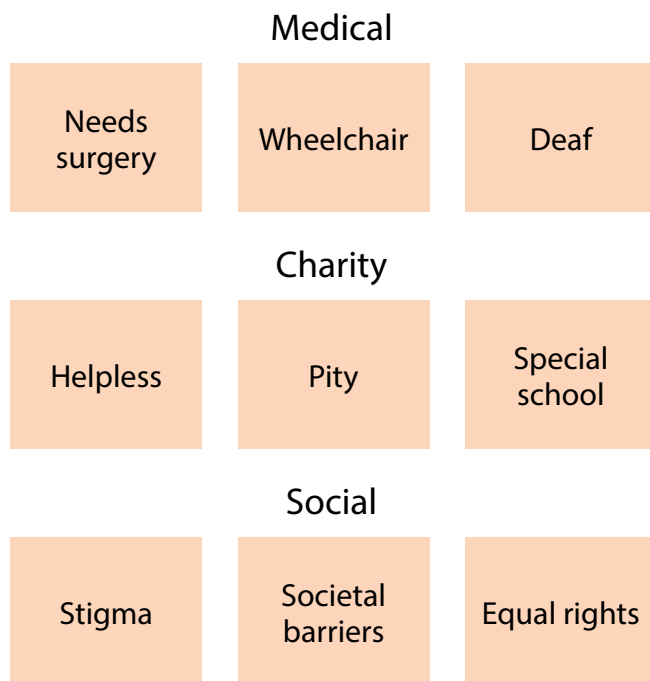 Medical
Needs
surgery
Wheelchair
Deaf
Charity
Helpless
Pity
Special
school
Social
Stigma
Societal
barriers
Equal rights